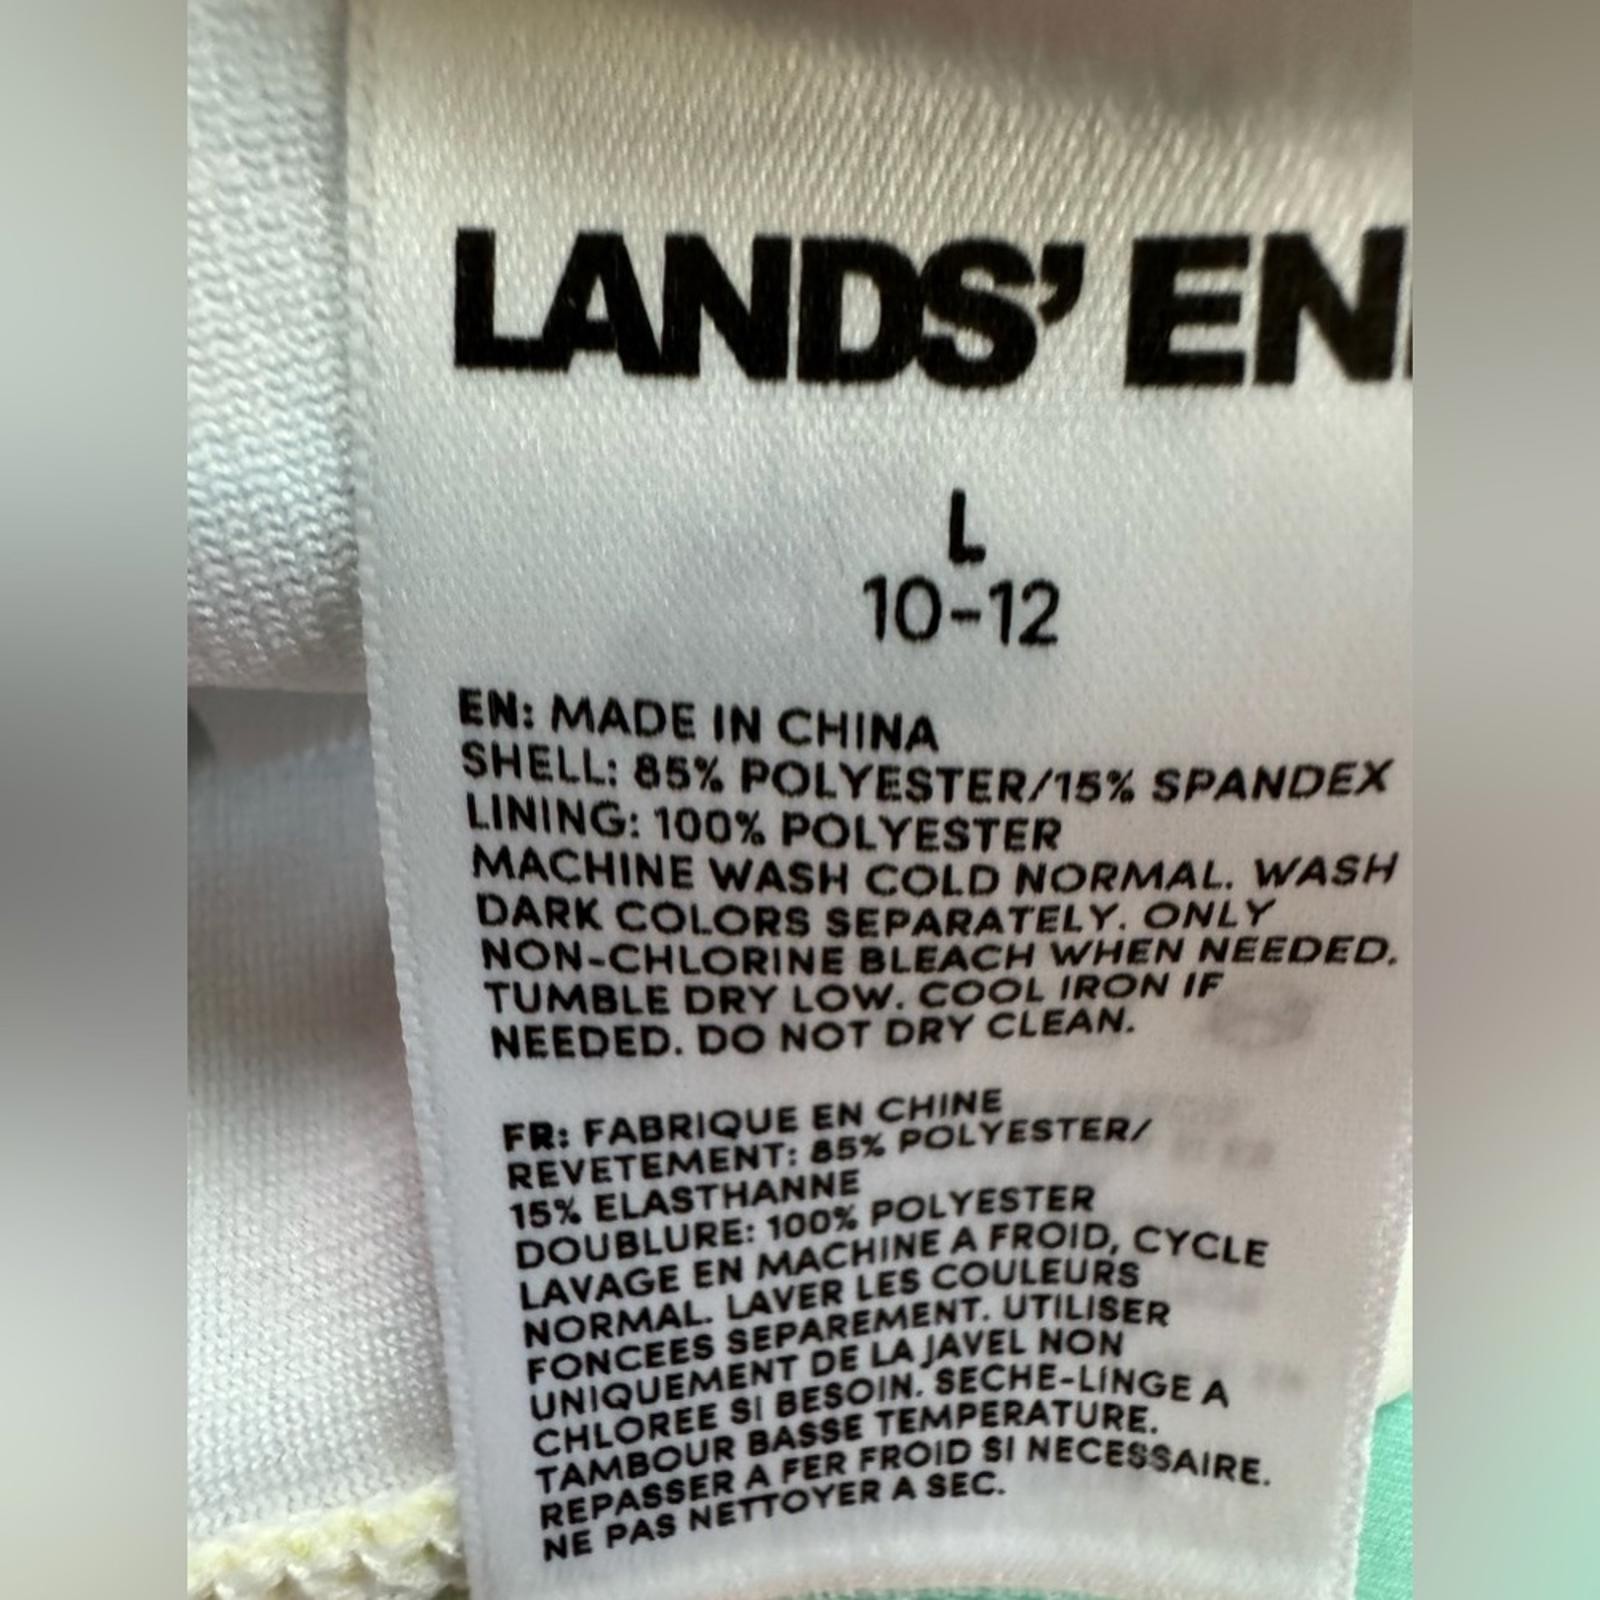 LANDS' EN
L
10-12
EN: MADE IN CHINA
SHELL: 85% POLYESTER/15% SPANDEX
LINING: 100% POLYESTER
MACHINE WASH COLD NORMAL. WASH
DARK COLORS SEPARATELY. ONLY
NON-CHLORINE BLEACH WHEN NEEDED.
TUMBLE DRY LOW. COOL IRON IF
NEEDED. DO NOT DRY CLEAN.
FR: FABRIQUE EN CHINE
REVETEMENT: 85% POLYESTER/
15% ELASTHANNE
DOUBLURE: 100% POLYESTER
LAVAGE EN MACHINE A FROID, CYCLE
NORMAL. LAVER LES COULEURS
FONCEES SEPAREMENT. UTILISER
UNIQUEMENT DE LA JAVEL NON
CHLOREE SI BESOIN. SECHE-LINGE A
TAMBOUR BASSE TEMPERATURE.
REPASSER A FER FROID SI NECESSAIRE.
NE PAS NETTOYER A SEC.